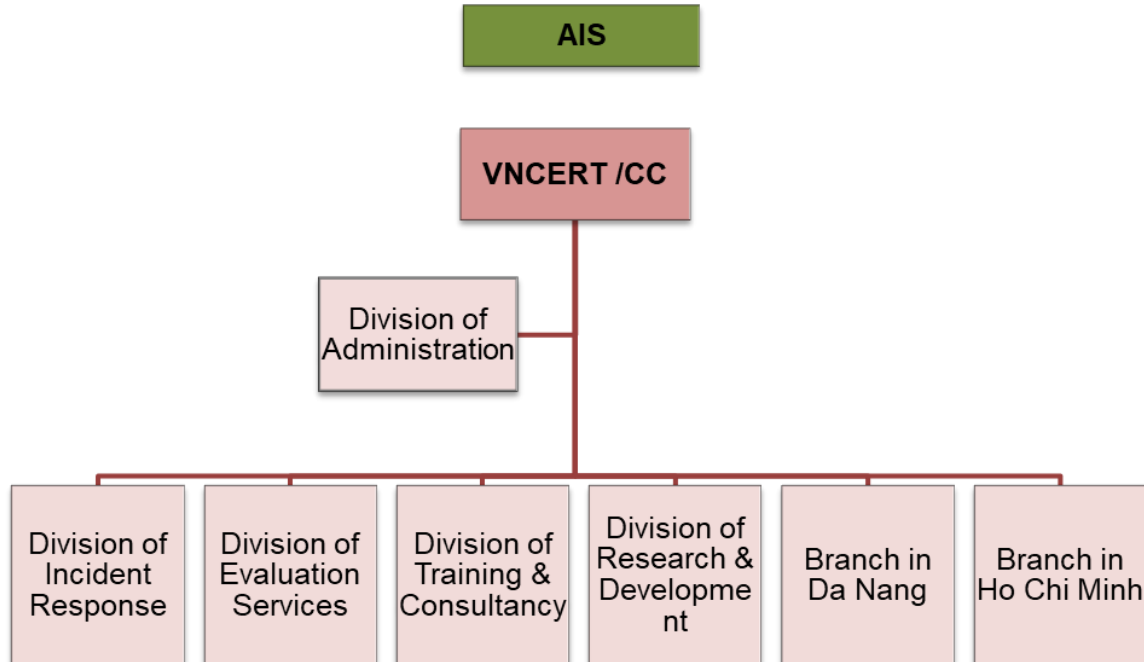 AIS
VNCERT /CC
Division of
Administration
Division of
Incident
Response
Division of
Evaluation
Services
Division of
Training &
Consultancy
Division of
Research &
Developme
nt
Branch in
Da Nang
Branch in
Ho Chi Minh